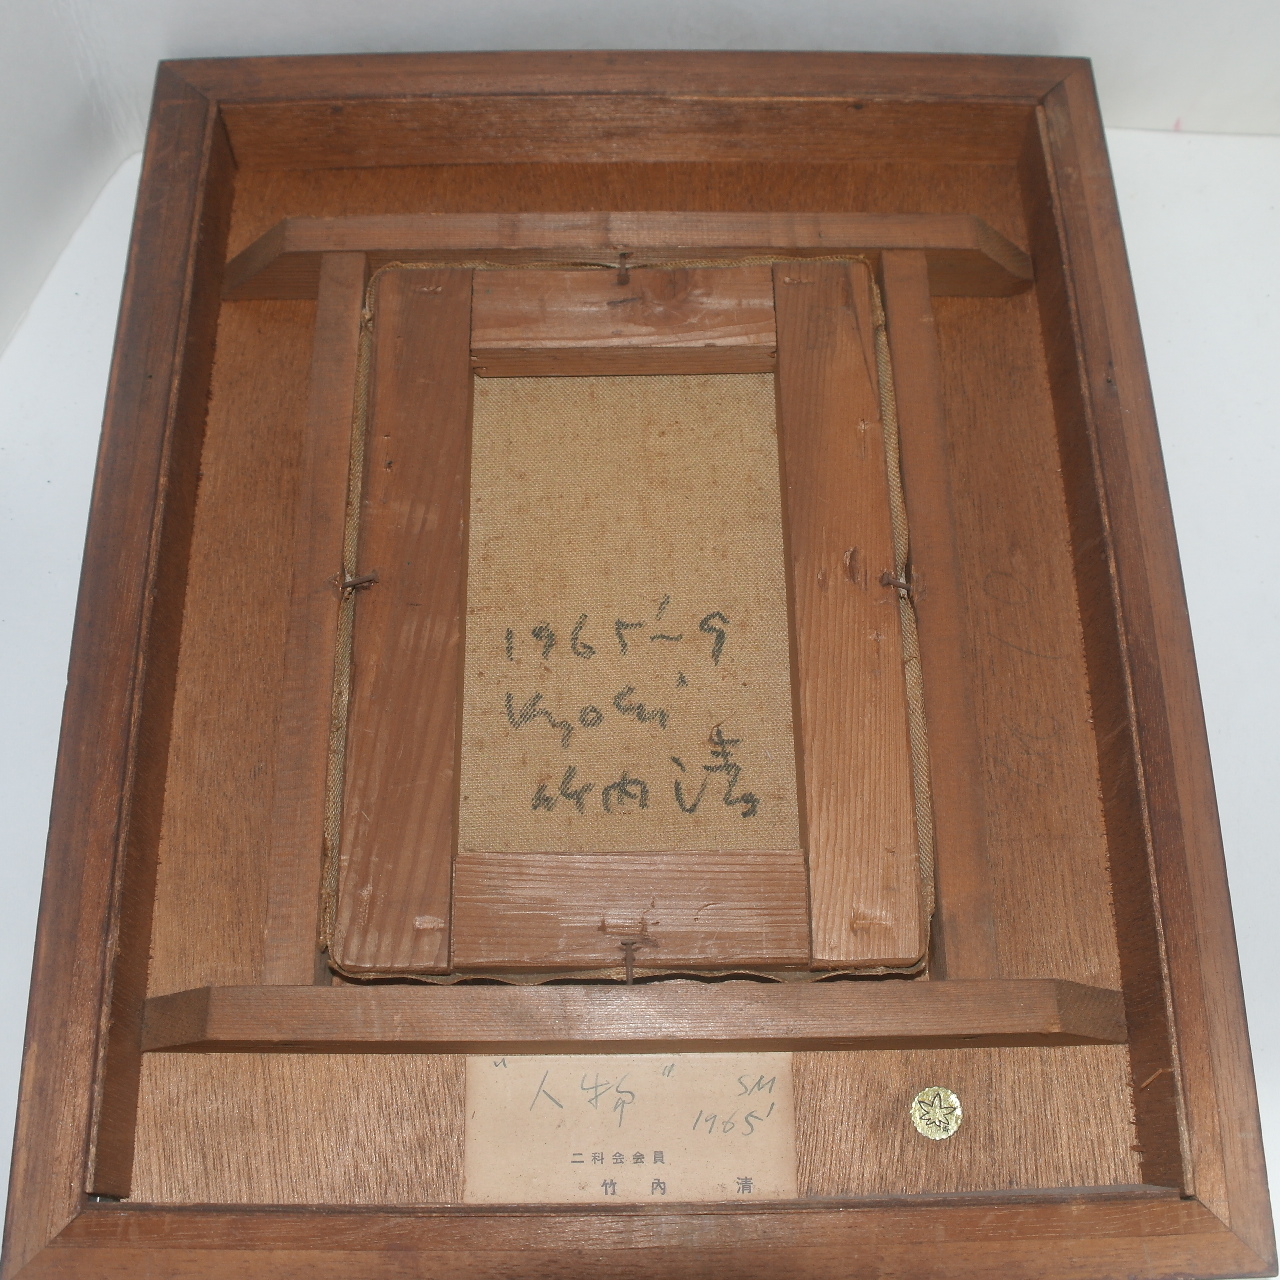 1965'~9
Kyoshi
竹内清
"人物" SM
1965'
二科会会員
竹内 清